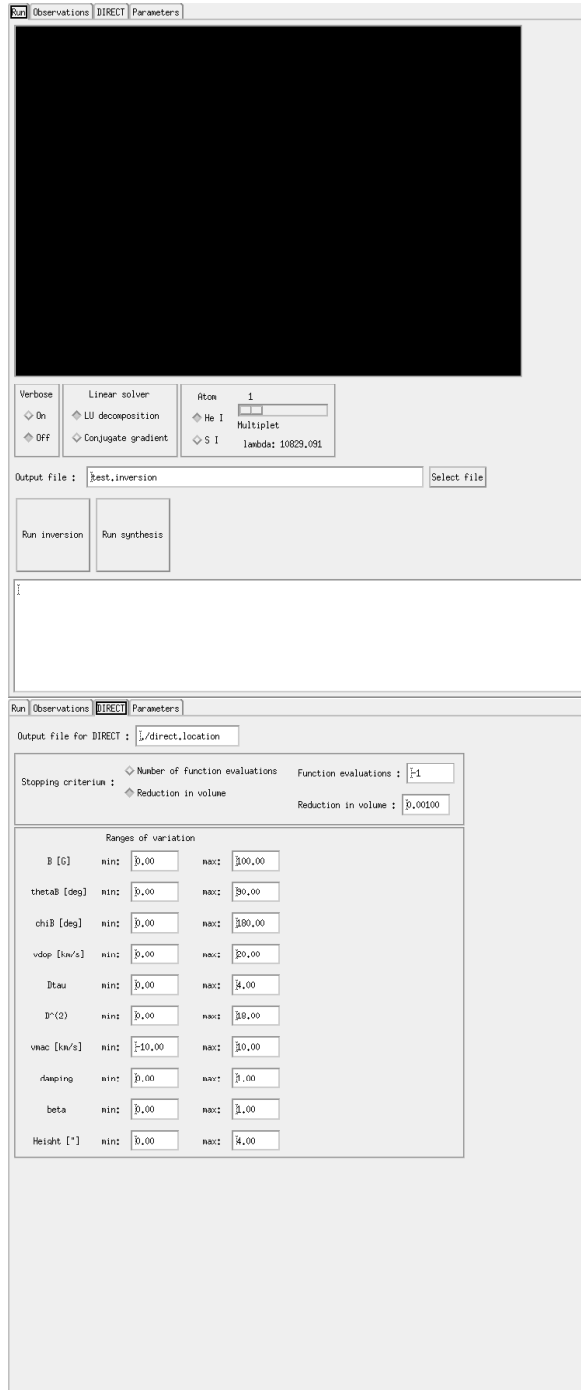 Run Observations DIRECT Parameters
Verbose Linear solver Atom 1
On LU decomposition He I
Multiplet
Off Conjugate gradient S I lambda: 10829.091
Output file : test.inversion Select file
Run inversion Run synthesis
Run Observations DIRECT Parameters
Output file for DIRECT : ./direct.location
Stopping criterium : Number of function evaluations Function evaluations : -1
Reduction in volume Reduction in volume : 0.00100
Ranges of variation
B [G] min: 0.00 max: 100.00
thetaB [deg] min: 0.00 max: 90.00
chiB [deg] min: 0.00 max: 180.00
vdop [km/s] min: 0.00 max: 20.00
Dtau min: 0.00 max: 4.00
D^(2) min: 0.00 max: 18.00
vmac [km/s] min: -10.00 max: 10.00
damping min: 0.00 max: 1.00
beta min: 0.00 max: 1.00
Height ["] min: 0.00 max: 4.00